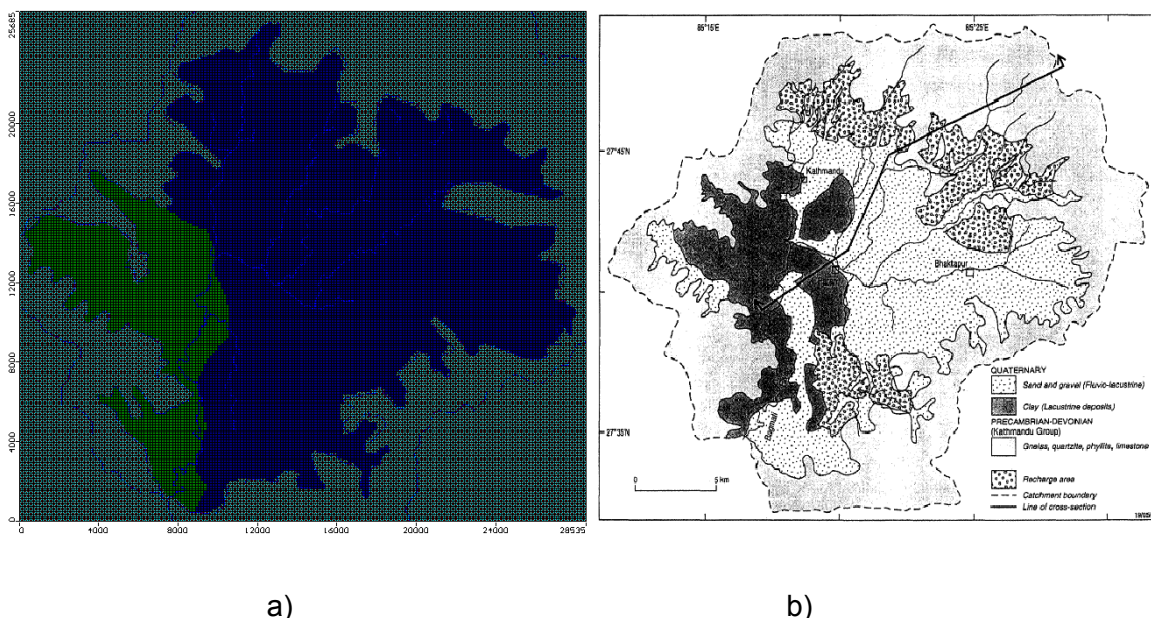 25685
20000
16000
12000
8000
4000
0
0
4000
8000
12000
16000
20000
24000
28535
a)
85°15'E
85°25'E
27°45'N
Kathmandu
Bhaktapur
27°35'N
QUATERNARY
Sand and gravel (Fluvio-lacustrine)
Clay (Lacustrine deposits)
PRECAMBRIAN-DEVONIAN
(Kathmandu Group)
Gneiss, quartzite, phyllite, limestone
Recharge area
Catchment boundary
Line of cross-section
0
5 km
b)